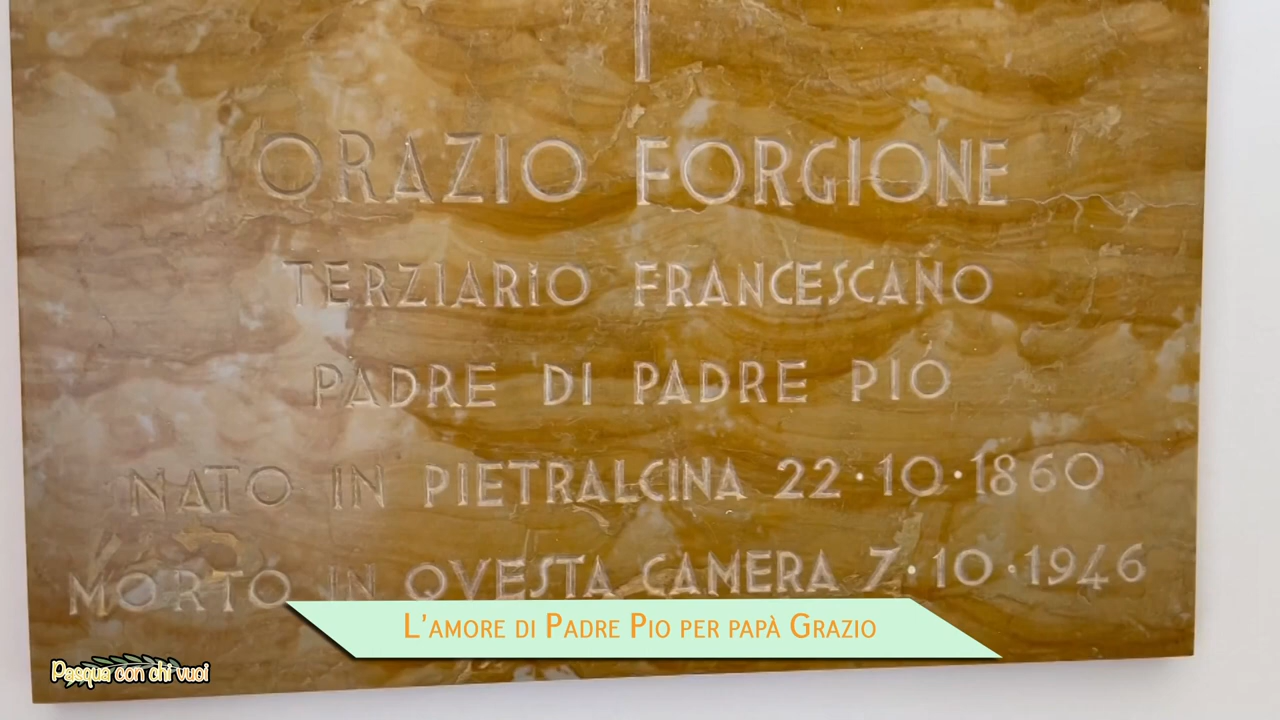 ORAZIO FORGIONE
TERZIARIO FRANCESCANO
PADRE DI PADRE PIO
NATO IN PIETRALCINA 22·10·1860
MORTO IN QVESTA CAMERA 7·10·1946
L'AMORE DI PADRE PIO PER PAPÀ GRAZIO
Pasqua con chi vuoi